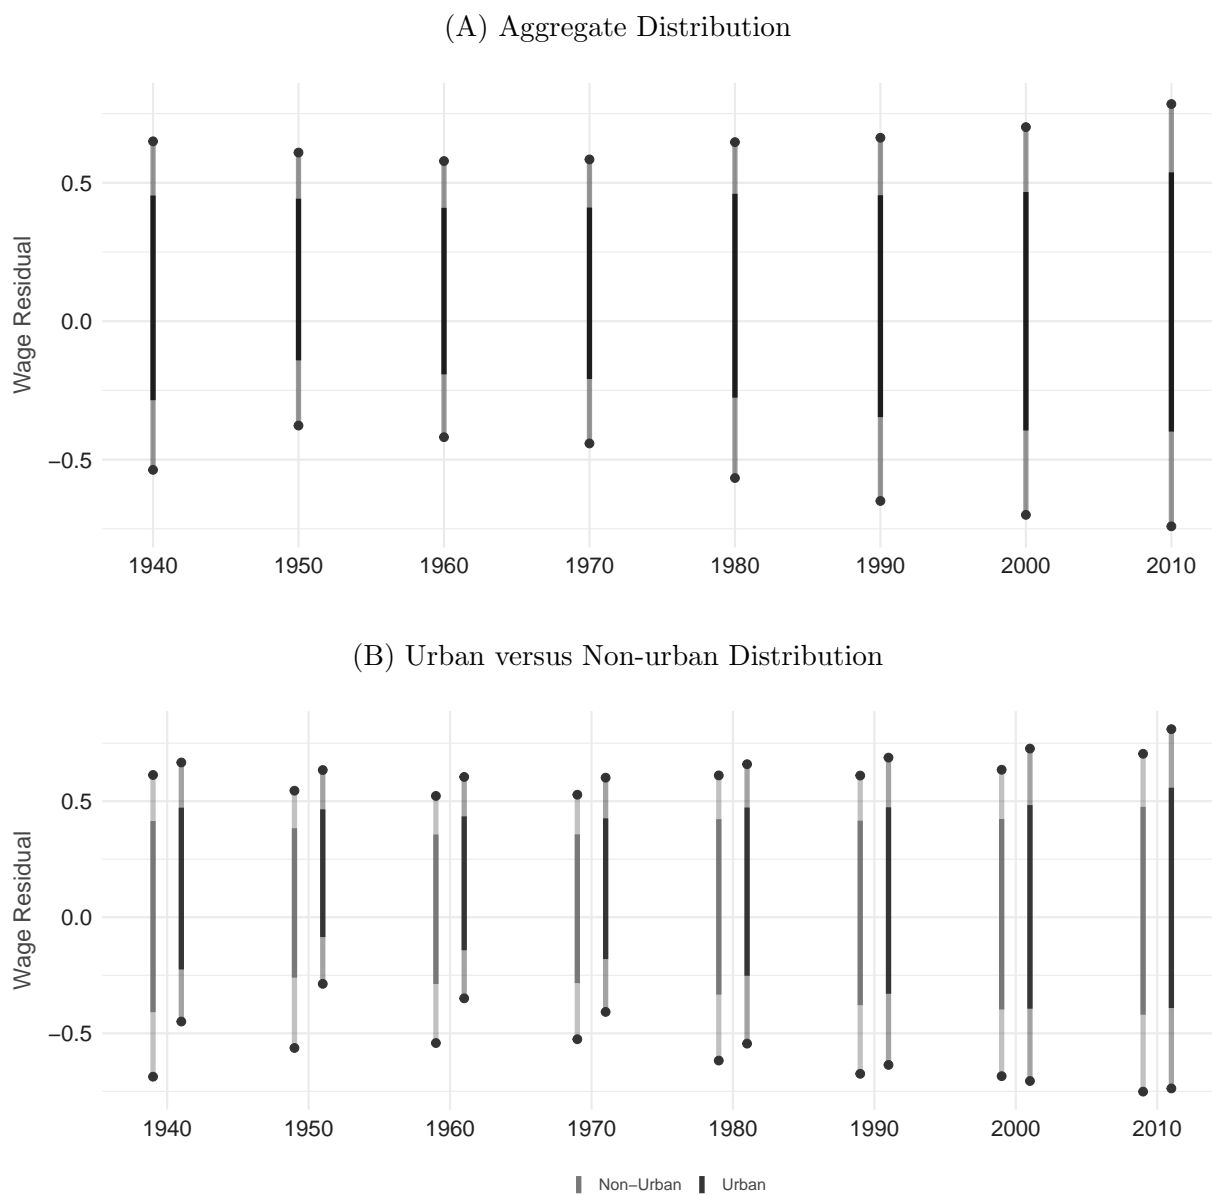 (A) Aggregate Distribution
Wage Residual
0.5
0.0
−0.5
1940 1950 1960 1970 1980 1990 2000 2010
(B) Urban versus Non-urban Distribution
Wage Residual
0.5
0.0
−0.5
1940 1950 1960 1970 1980 1990 2000 2010
Non−Urban Urban